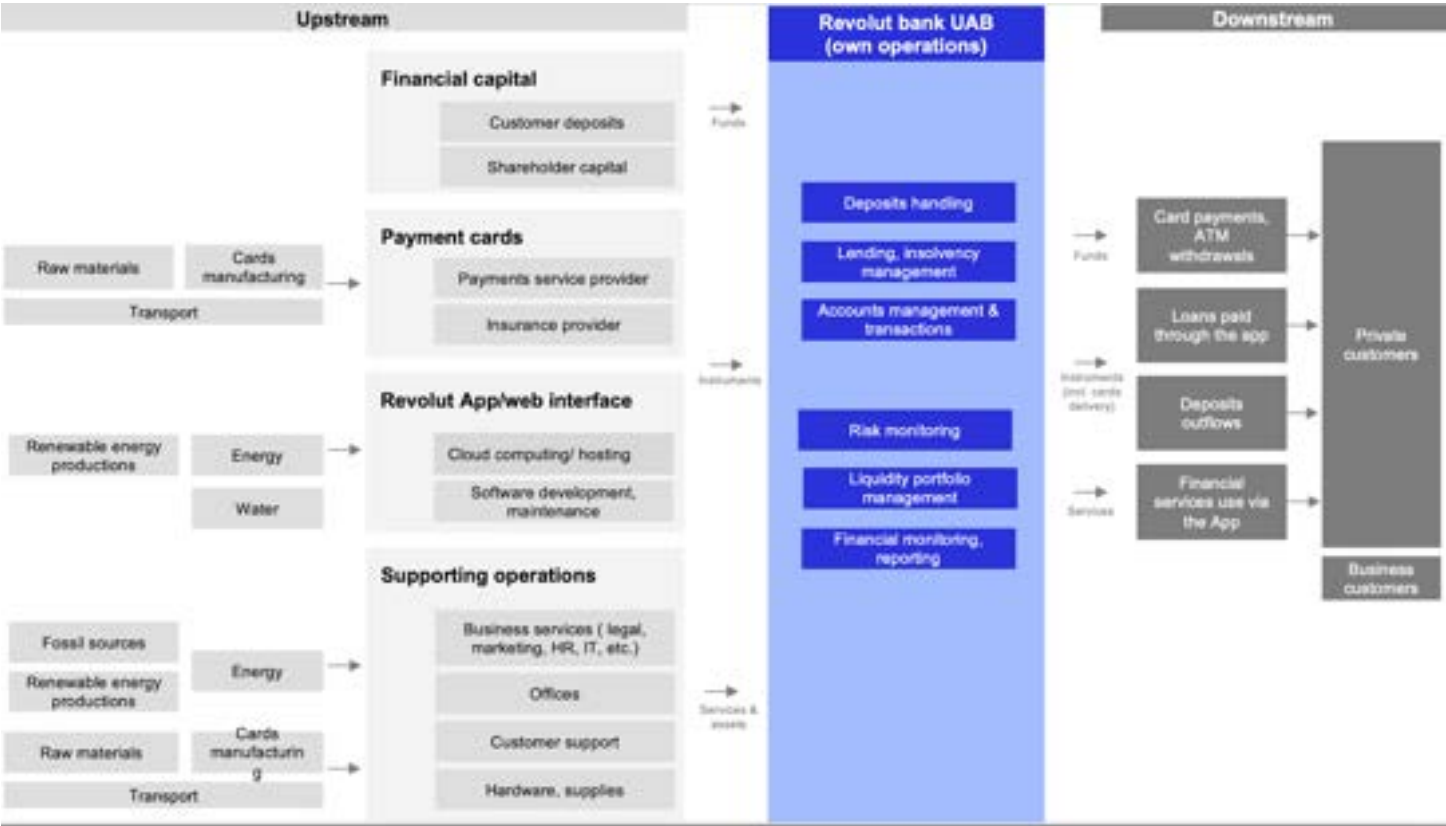 Upstream
Revolut bank UAB
(own operations)
Downstream
Financial capital
Customer deposits
Shareholder capital
Funds
Payment cards
Raw materials
Cards
manufacturing
Transport
Payments service provider
Insurance provider
Instruments
Revolut App/web interface
Renewable energy
productions
Energy
Water
Cloud computing/ hosting
Software development,
maintenance
Supporting operations
Fossil sources
Renewable energy
productions
Energy
Raw materials
Cards
manufacturin
g
Transport
Business services ( legal,
marketing, HR, IT, etc.)
Offices
Customer support
Hardware, supplies
Services &
assets
Deposits handling
Lending, insolvency
management
Accounts management &
transactions
Risk monitoring
Liquidity portfolio
management
Financial monitoring,
reporting
Funds
Instruments
(incl. cards
delivery)
Services
Card payments,
ATM
withdrawals
Loans paid
through the app
Deposits
outflows
Financial
services use via
the App
Private
customers
Business
customers